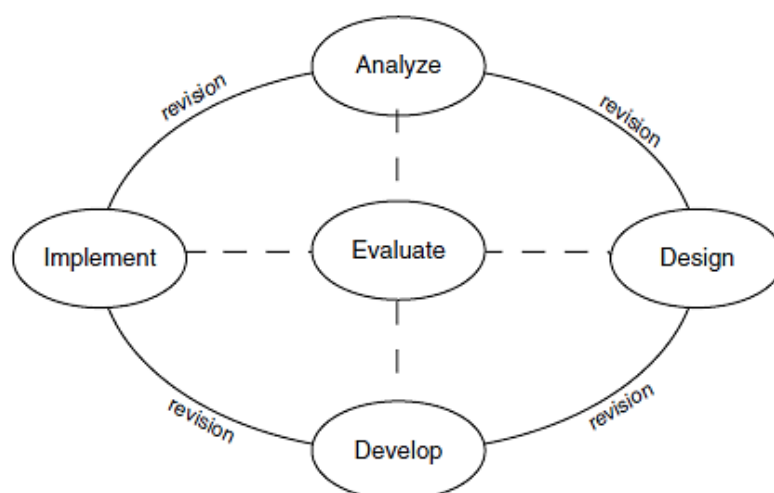 Analyze
revision
revision
Implement
Evaluate
Design
revision
revision
Develop